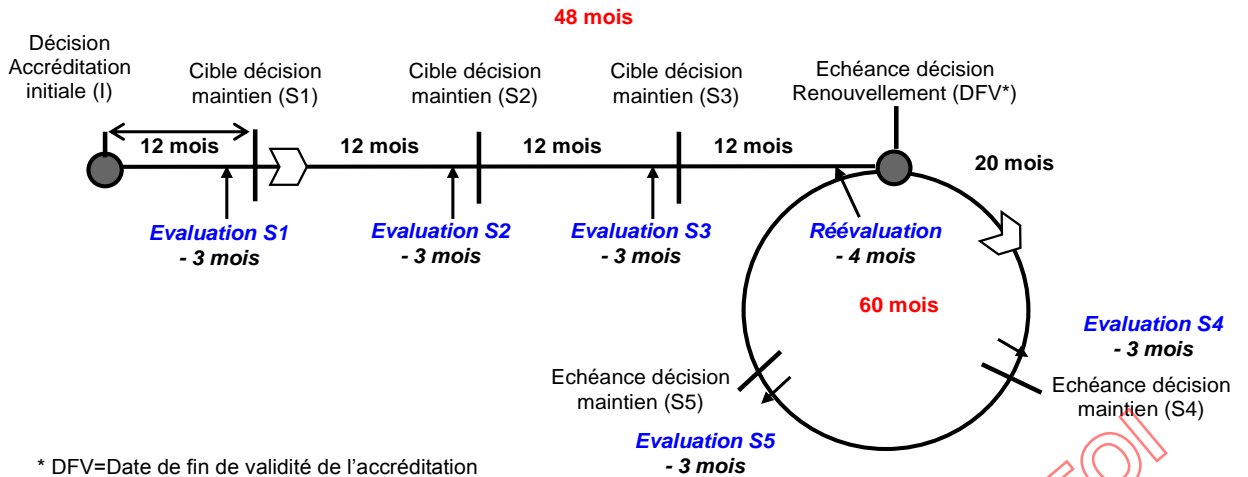 48 mois
Décision
Accréditation
initiale (I)
Cible décision
maintien (S1)
Cible décision
maintien (S2)
Cible décision
maintien (S3)
Echéance décision
Renouvellement (DFV*)
12 mois
12 mois
12 mois
12 mois
20 mois
Evaluation S1
- 3 mois
Evaluation S2
- 3 mois
Evaluation S3
- 3 mois
Réévaluation
- 4 mois
60 mois
Evaluation S4
- 3 mois
Echéance décision
maintien (S5)
Echéance décision
maintien (S4)
Evaluation S5
- 3 mois
* DFV=Date de fin de validité de l’accréditation